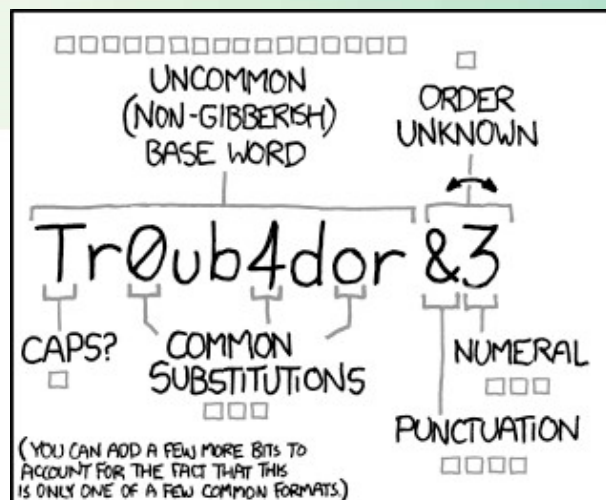 UNCOMMON
(NON-GIBBERISH)
BASE WORD
ORDER
UNKNOWN
Tr0ub4dor &3
CAPS?
COMMON
SUBSTITUTIONS
NUMERAL
PUNCTUATION
(YOU CAN ADD A FEW MORE BITS TO
ACCOUNT FOR THE FACT THAT THIS
IS ONLY ONE OF A FEW COMMON FORMATS.)